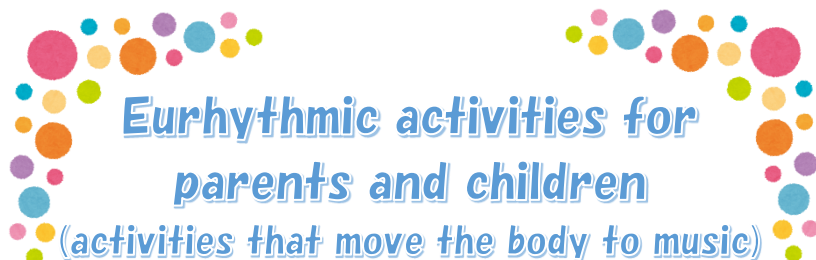 Eurhythmic activities for
parents and children
(activities that move the body to music)